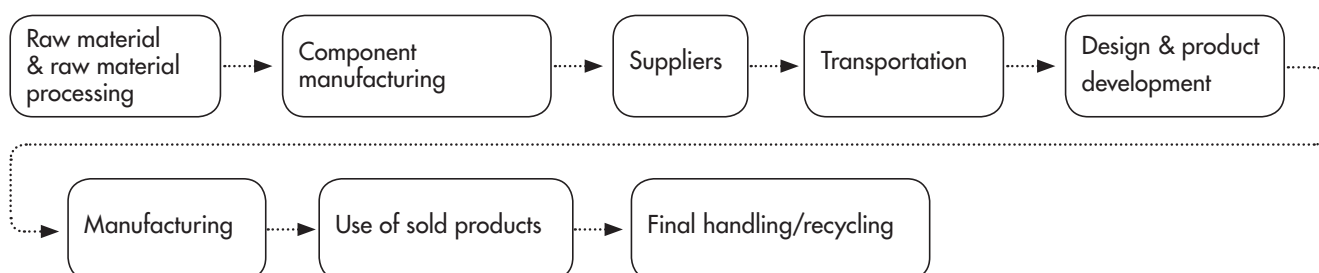 Raw material
& raw material
processing
Component
manufacturing
Suppliers
Transportation
Design & product
development
Manufacturing
Use of sold products
Final handling/recycling